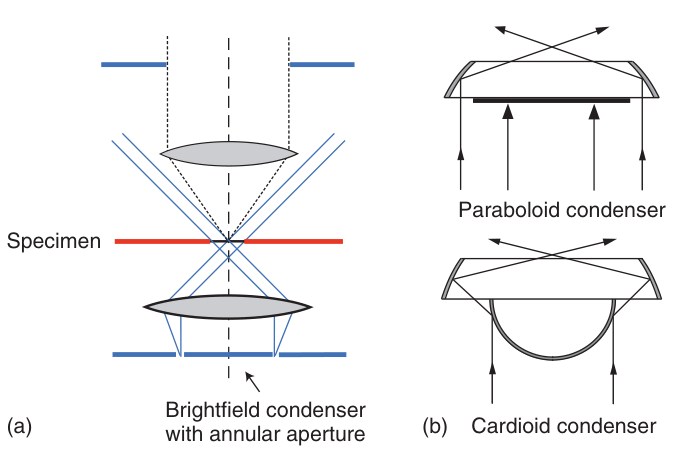 Specimen
Brightfield condenser
with annular aperture
(a)
Paraboloid condenser
(b)
Cardioid condenser